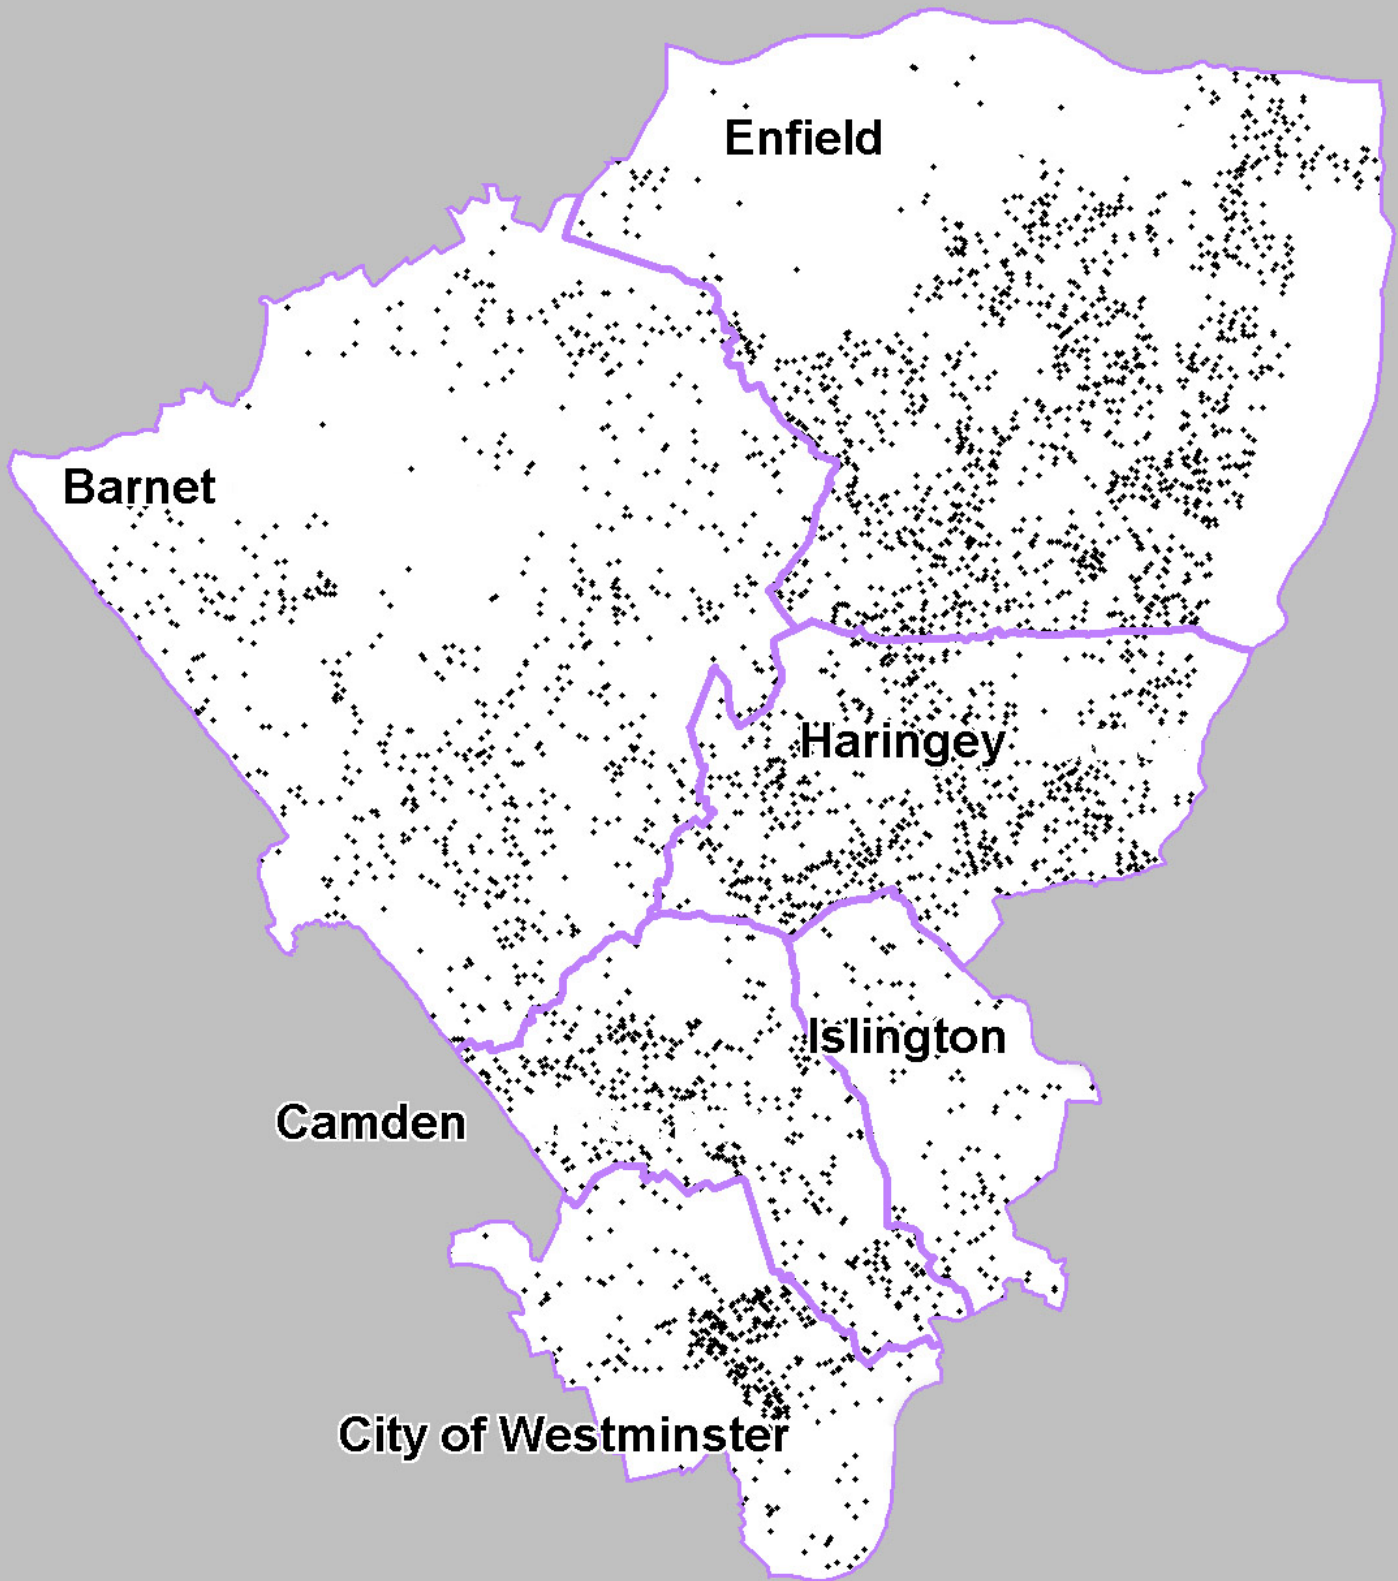 Enfield
Barnet
Haringey
Islington
Camden
City of Westminster